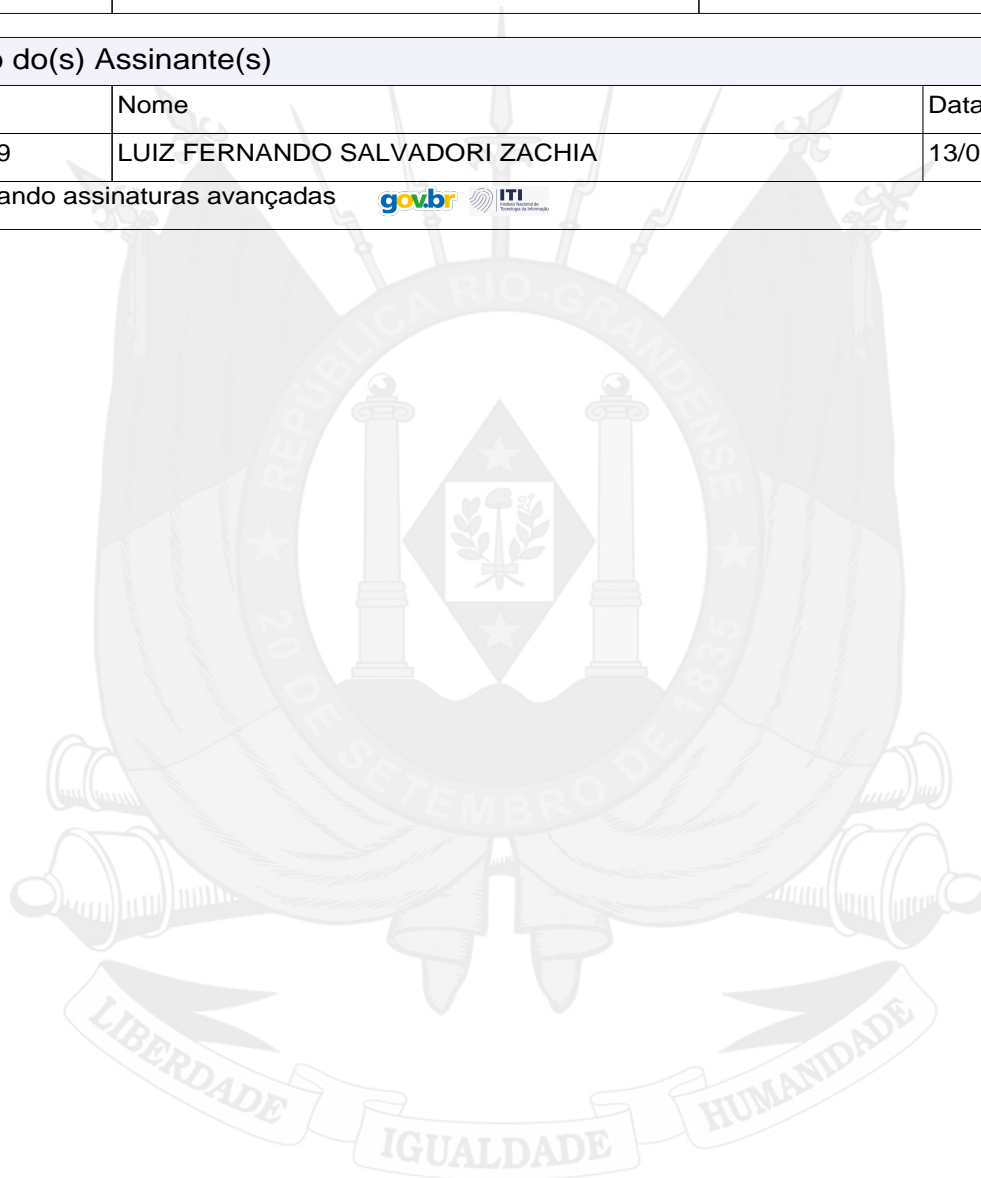 o do(s) Assinante(s)
Nome Data
9 LUIZ FERNANDO SALVADORI ZACHIA 13/0
ando assinaturas avançadas gov.br ITI
REPÚBLICA RIO-GRANDENSE
20 DE SETEMBRO DE 1835
LIBERDADE IGUALDADE HUMANIDADE